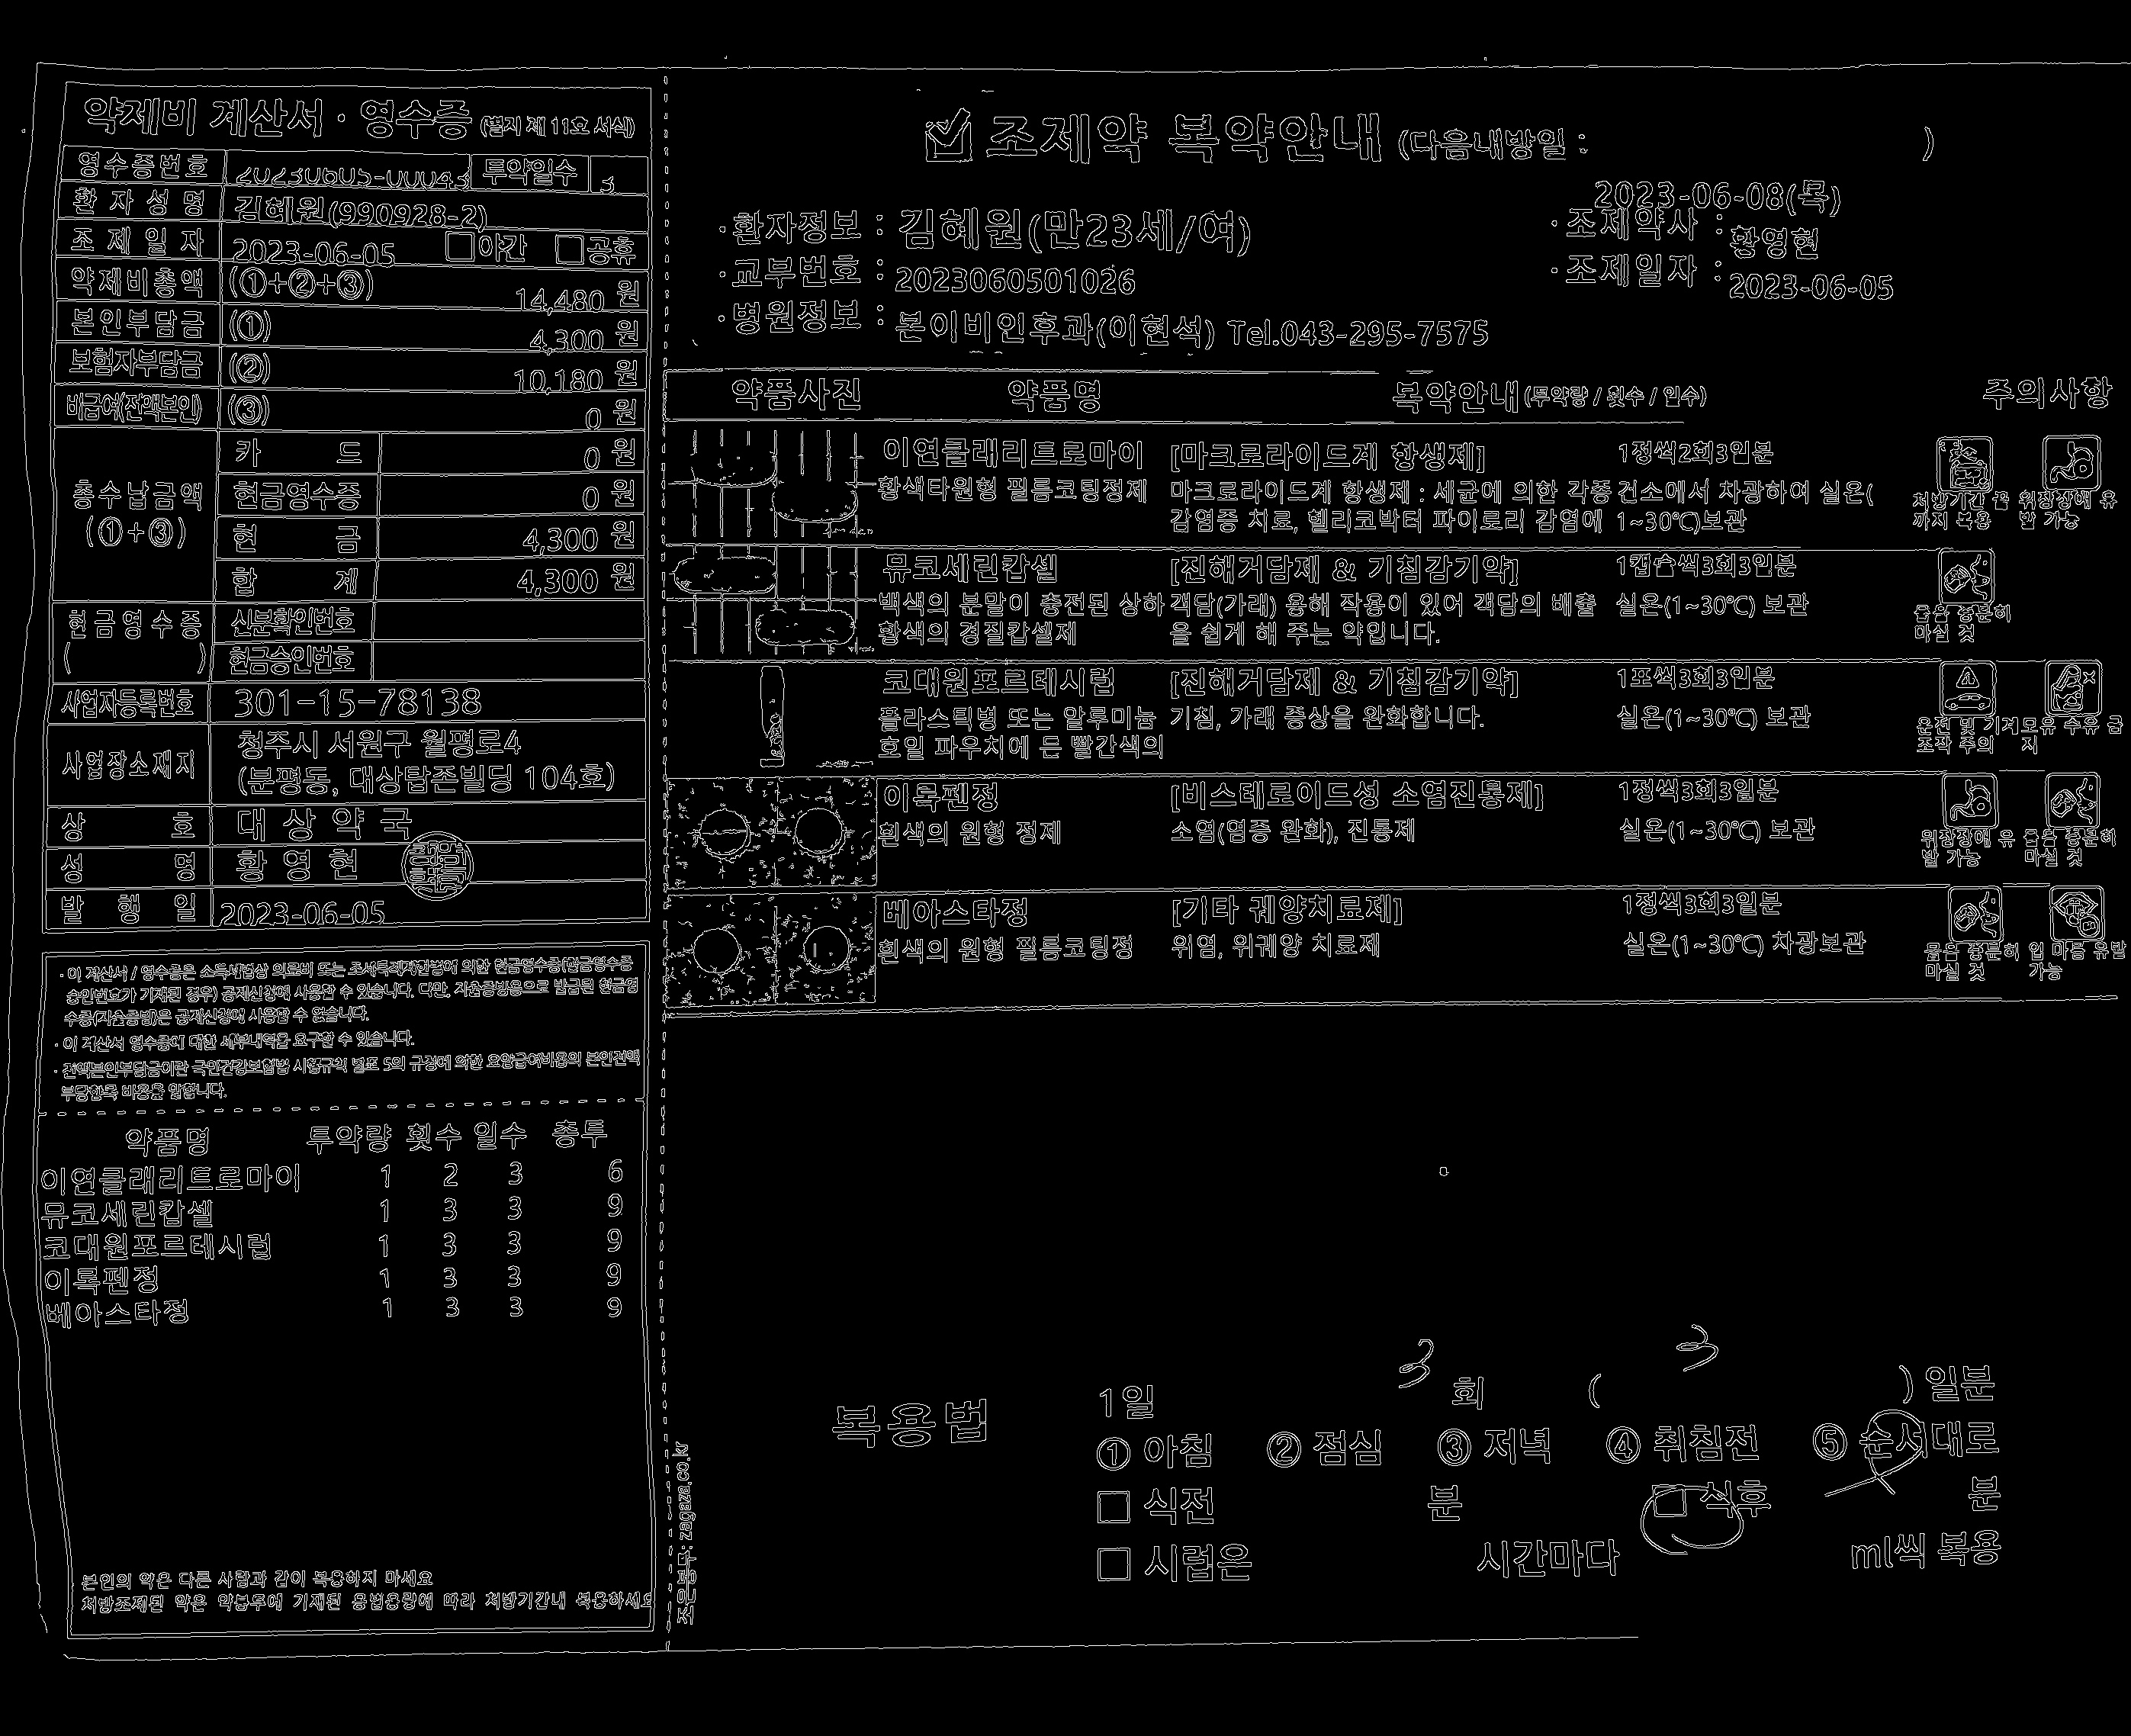 약제비 계산서 · 영수증 (별지 제 11호 서식)
영수증번호 20230605-00043 투약일수 3
환자성명 김혜원(990928-2)
조제일자 2023-06-05 □야간 □공휴
약제비총액 (①+②+③) 14,480 원
본인부담금 (①) 4,300 원
보험자부담금 (②) 10,180 원
비급여(전액본인) (③) 0 원
총수납금액 (①+③)
카 드 0 원
현금영수증 0 원
현 금 4,300 원
합 계 4,300 원
현금영수증 ( )
신분확인번호
현금승인번호
사업자등록번호 301-15-78138
사업장소재지 청주시 서원구 월평로4
(분평동, 대상탑존빌딩 104호)
상 호 대 상 약 국
성 명 황 영 현
발 행 일 2023-06-05
· 이 계산서 / 영수증은 소득세법상 의료비 또는 조세특례제한법에 의한 현금영수증(현금영수증
승인번호가 기재된 경우) 공제신청에 사용할 수 있습니다. 다만, 지출증빙용으로 발급된 현금영
수증(지출증빙)은 공제신청에 사용할 수 없습니다.
· 이 계산서 영수증에 대한 세부내역을 요구할 수 있습니다.
· 전액본인부담금이란 국민건강보험법 시행규칙 별표 5의 규정에 의한 요양급여비용의 본인전액
부담항목 비용을 말합니다.
약품명 투약량 횟수 일수 총투
이연클래리트로마이 1 2 3 6
뮤코세린캅셀 1 3 3 9
코대원포르테시럽 1 3 3 9
이록펜정 1 3 3 9
베아스타정 1 3 3 9
본인의 약은 다른 사람과 같이 복용하지 마세요
처방조제된 약은 약봉투에 기재된 용법용량에 따라 처방기간내 복용하세요
조은봉투: zagaza.co.kr
조제약 복약안내 (다음내방일 : )
2023-06-08(목)
·환자정보 : 김혜원(만23세/여) ·조제약사 : 황영현
·교부번호 : 2023060501026 ·조제일자 : 2023-06-05
·병원정보 : 본이비인후과(이현석) Tel.043-295-7575
약품사진 약품명 복약안내(투약량 / 횟수 / 일수) 주의사항
이연클래리트로마이 [마크로라이드계 항생제] 1정씩2회3일분
황색타원형 필름코팅정제 마크로라이드계 항생제 : 세균에 의한 각종 건소에서 차광하여 실온(
감염증 치로, 헬리코박터 파이로리 감염에 1~30℃)보관
처방기간 끝 위장장애 유
까지 복용 발 가능
뮤코세린캅셀 [진해거담제 & 기침감기약] 1캡슐씩3회3일분
백색의 분말이 충전된 상하 객담(가래) 용해 작용이 있어 객담의 배출 실온(1~30℃) 보관
황색의 경질캅셀제 을 쉽게 해 주는 약입니다.
물을 충분히
마실 것
코대원포르테시럽 [진해거담제 & 기침감기약] 1포씩3회3일분
플라스틱병 또는 알루미늄 기침, 가래 증상을 완화합니다. 실온(1~30℃) 보관
호일 파우치에 든 빨간색의
운전 및 기계 모유 수유 금
조작 주의 지
이록펜정 [비스테로이드성 소염진통제] 1정씩3회3일분
흰색의 원형 정제 소염(염증 완화), 진통제 실온(1~30℃) 보관
위장장애 유 물을 충분히
발 가능 마실 것
베아스타정 [기타 궤양치료제] 1정씩3회3일분
흰색의 원형 필름코팅정 위염, 위궤양 치료제 실온(1~30℃) 차광보관
물을 충분히 입 마름 유발
마실 것 가능
복용법 1일 3 회 ( 3 ) 일분
① 아침 ② 점심 ③ 저녁 ④ 취침전 ⑤ 순서대로
□ 식전 분 □ 식후 분
□ 시럽은 시간마다 ml씩 복용